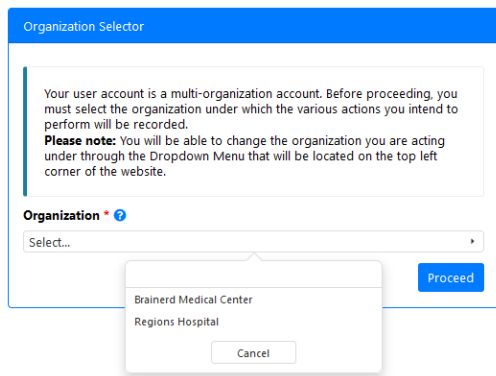 Organization Selector
Your user account is a multi-organization account. Before proceeding, you
must select the organization under which the various actions you intend to
perform will be recorded.
Please note: You will be able to change the organization you are acting
under through the Dropdown Menu that will be located on the top left
corner of the website.
Organization * ?
Select...
Proceed
Brainerd Medical Center
Regions Hospital
Cancel